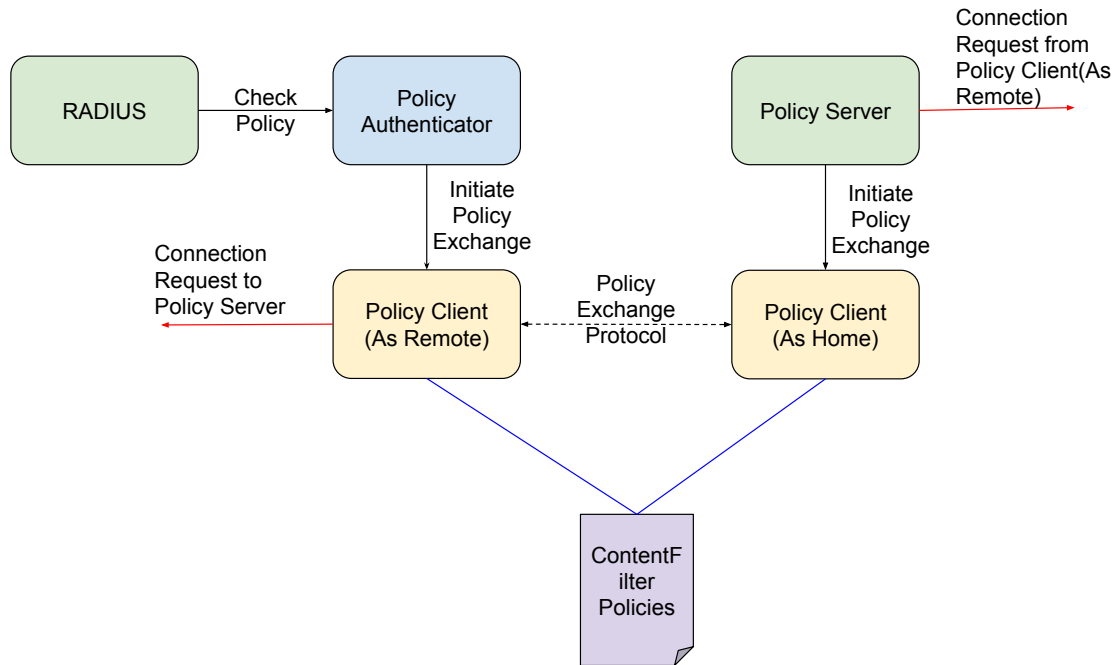 Connection
Request from
Policy Client(As
Remote)
RADIUS
Check
Policy
Policy
Authenticator
Policy Server
Initiate
Policy
Exchange
Initiate
Policy
Exchange
Connection
Request to
Policy Server
Policy Client
(As Remote)
Policy
Exchange
Protocol
Policy Client
(As Home)
ContentF
ilter
Policies